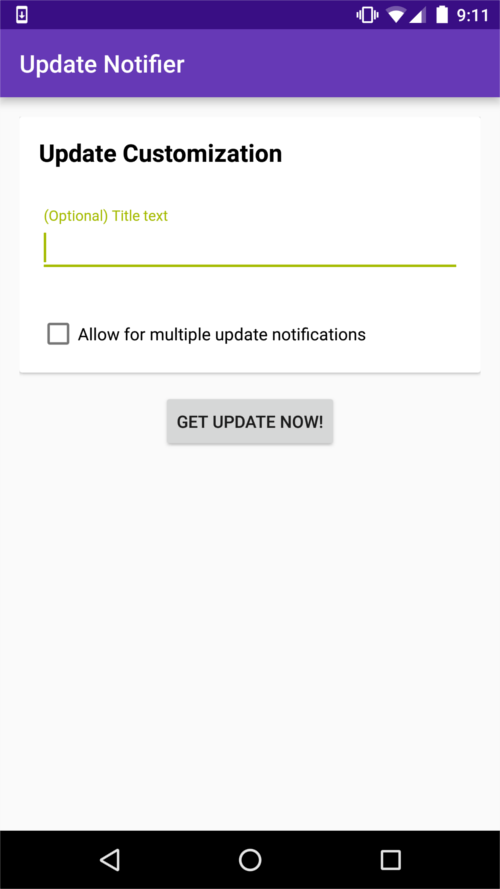 9:11
Update Notifier
Update Customization
(Optional) Title text
Allow for multiple update notifications
GET UPDATE NOW!